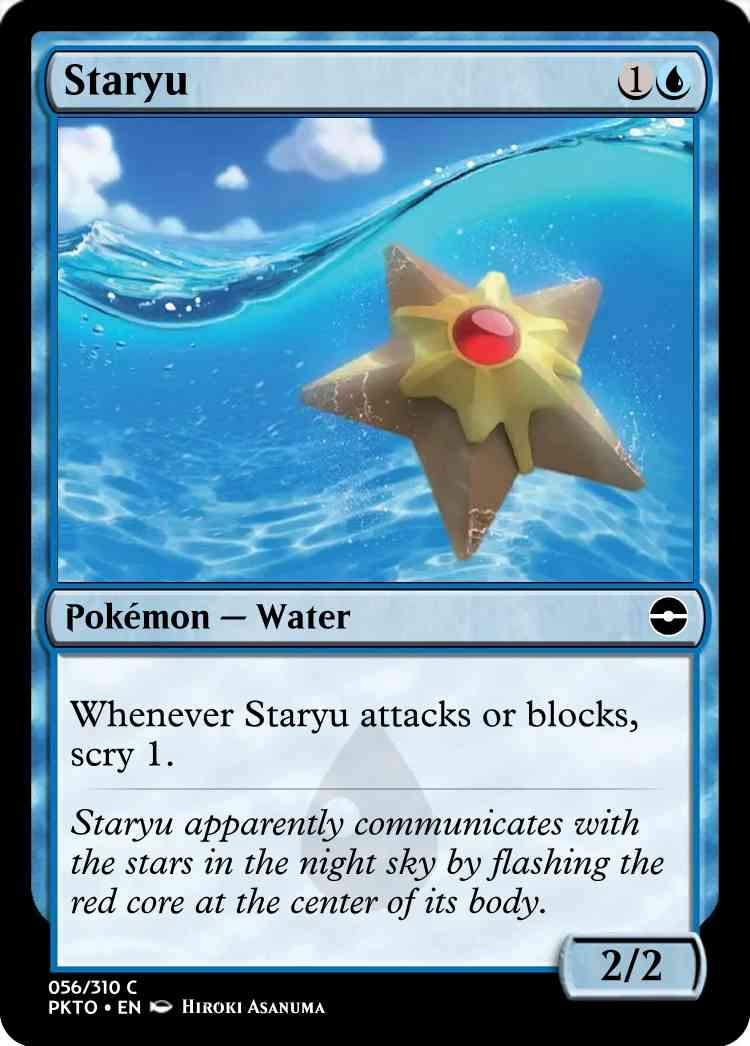 Staryu 1
Pokémon — Water
Whenever Staryu attacks or blocks,
scry 1.
Staryu apparently communicates with
the stars in the night sky by flashing the
red core at the center of its body.
2/2
056/310 C
PKTO • EN HIROKI ASANUMA